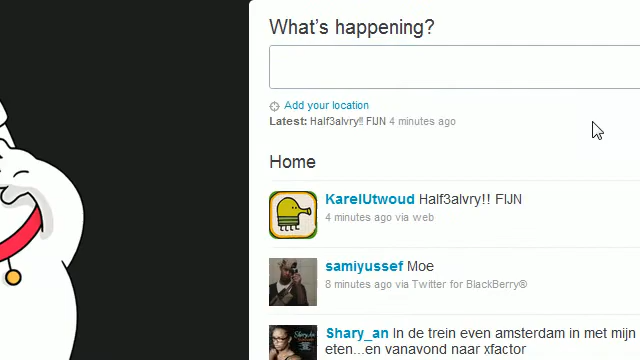 What's happening?
Add your location
Latest: Half3alvry!! FIJN 4 minutes ago
Home
KarelUtwoud Half3alvry!! FIJN
4 minutes ago via web
samiyussef Moe
8 minutes ago via Twitter for BlackBerry®
Shary_an In de trein even amsterdam in met mijn
eten...en vanavond naar xfactor